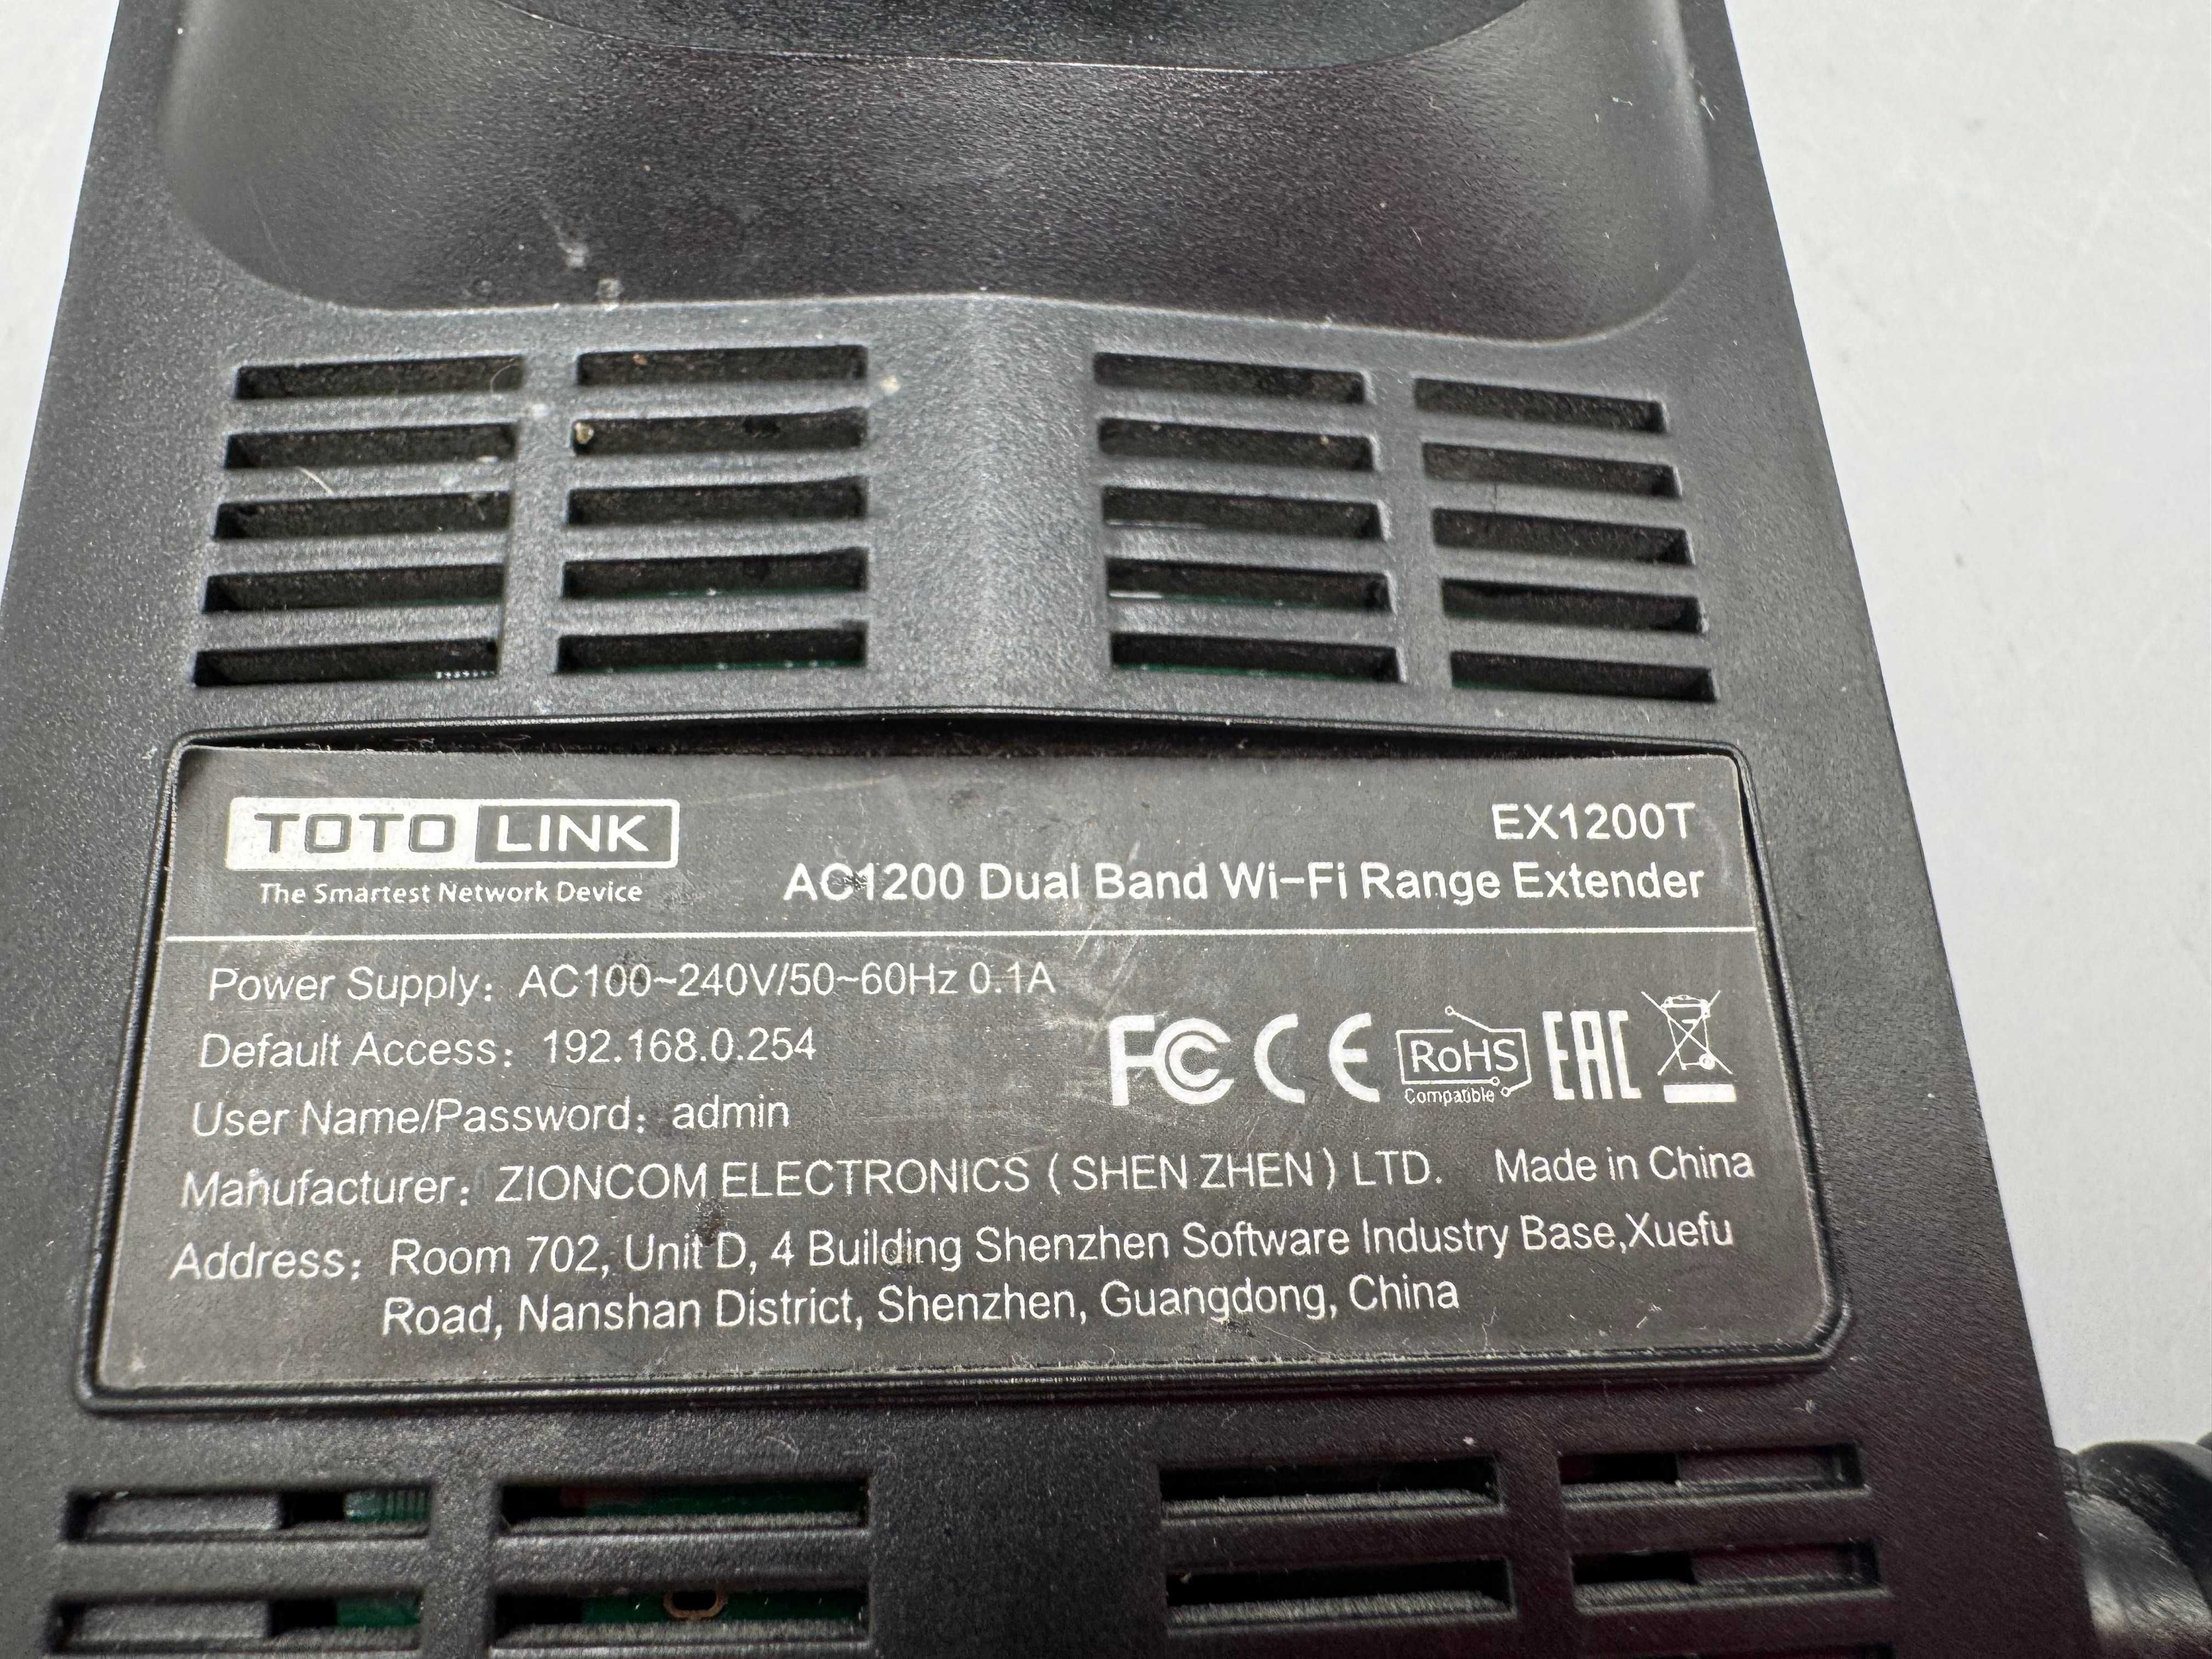 TOTO LINK
The Smartest Network Device
EX1200T
AC1200 Dual Band Wi-Fi Range Extender
Power Supply: AC100~240V/50~60Hz 0.1A
Default Access: 192.168.0.254
User Name/Password: admin
FC CE RoHS EAC
Compatible
Manufacturer: ZIONCOM ELECTRONICS (SHEN ZHEN) LTD. Made in China
Address: Room 702, Unit D, 4 Building Shenzhen Software Industry Base,Xuefu
Road, Nanshan District, Shenzhen, Guangdong, China